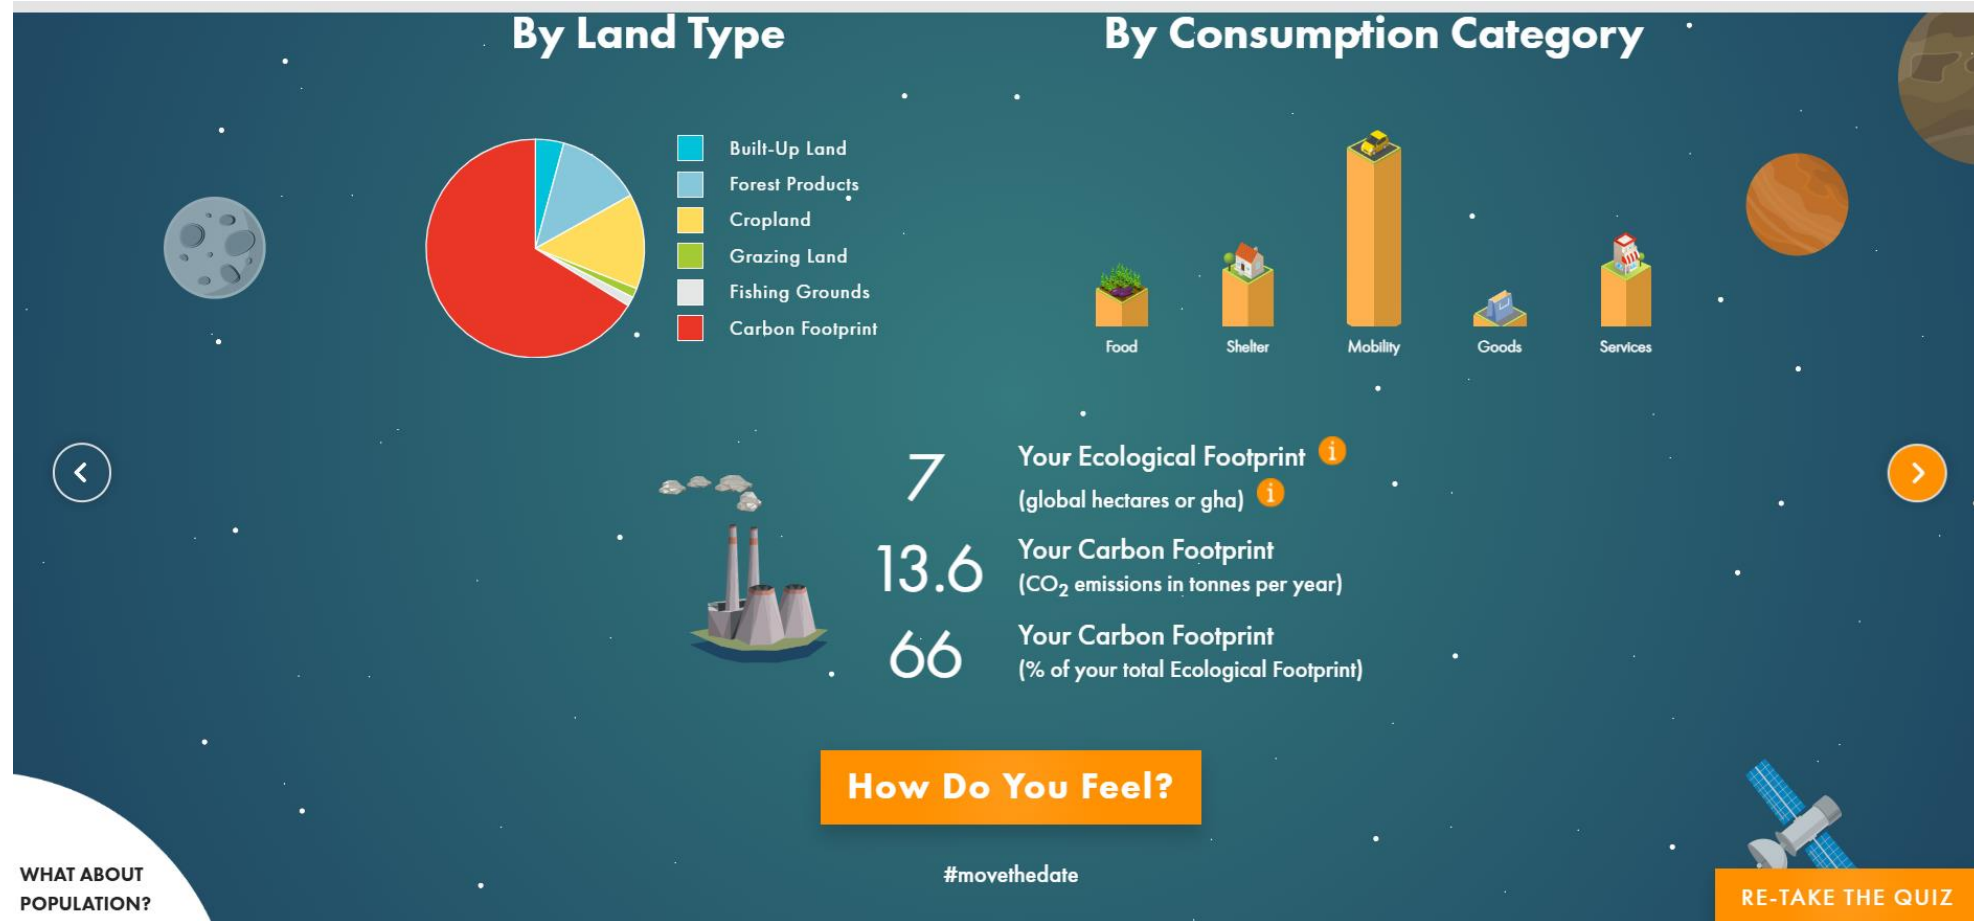 By Land Type
By Consumption Category
Built-Up Land
Forest Products
Cropland
Grazing Land
Fishing Grounds
Carbon Footprint
Food
Shelter
Mobility
Goods
Services
7
Your Ecological Footprint i
(global hectares or gha) i
13.6
Your Carbon Footprint
(CO₂ emissions in tonnes per year)
66
Your Carbon Footprint
(% of your total Ecological Footprint)
How Do You Feel?
#movethedate
WHAT ABOUT
POPULATION?
RE-TAKE THE QUIZ